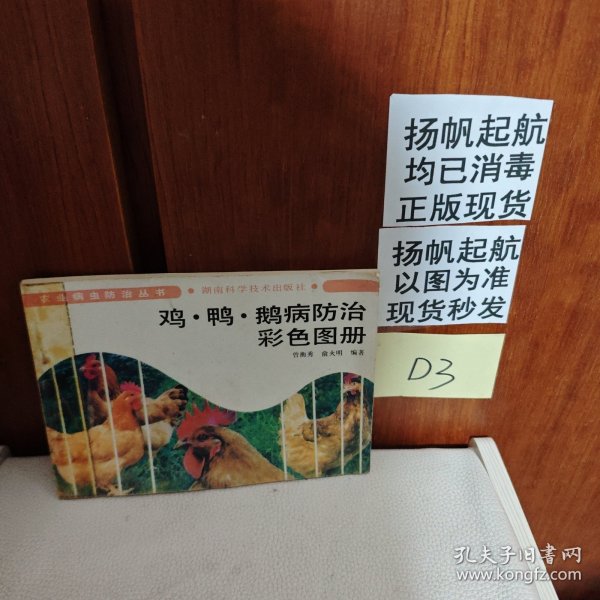 扬帆起航
均已消毒
正版现货
扬帆起航
以图为准
现货秒发
D3
农业病虫防治丛书
·湖南科学技术出版社·
鸡·鸭·鹅病防治
彩色图册
编著
孔夫子旧书网
www.kongfz.com